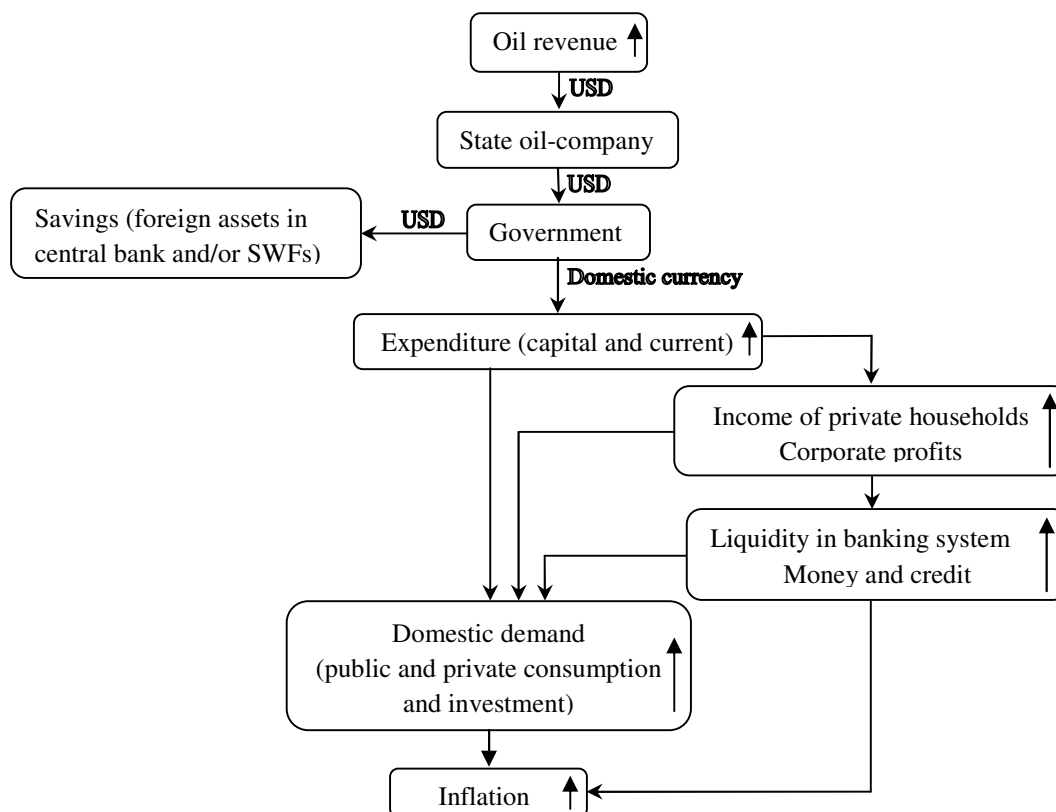 Oil revenue
USD
State oil-company
USD
Savings (foreign assets in
central bank and/or SWFs)
USD
Government
Domestic currency
Expenditure (capital and current)
Income of private households
Corporate profits
Liquidity in banking system
Money and credit
Domestic demand
(public and private consumption
and investment)
Inflation